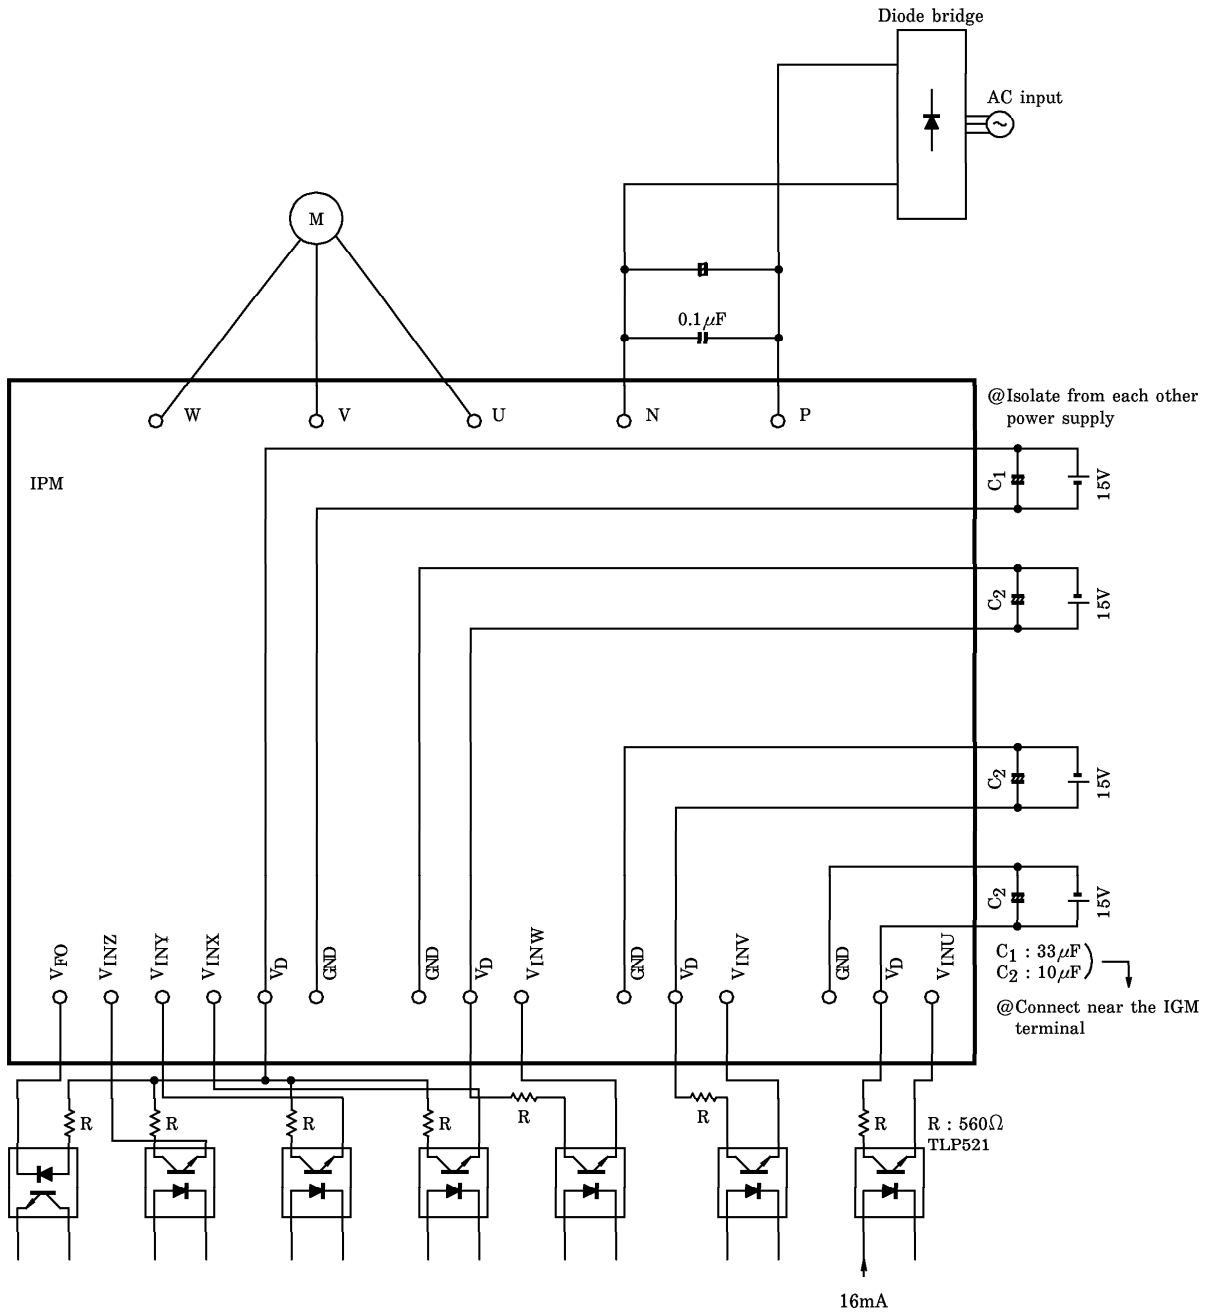 Diode bridge
AC input
~
M
0.1μF
W
V
U
N
P
@Isolate from each other
power supply
IPM
C1
15V
C2
15V
C2
15V
C2
15V
VFO
VINZ
VINY
VINX
VD
GND
GND
VD
VINW
GND
VD
VINV
GND
VD
VINU
C1 : 33μF
C2 : 10μF
@Connect near the IGM
terminal
R
R
R
R
R
R
R
R : 560Ω
TLP521
16mA